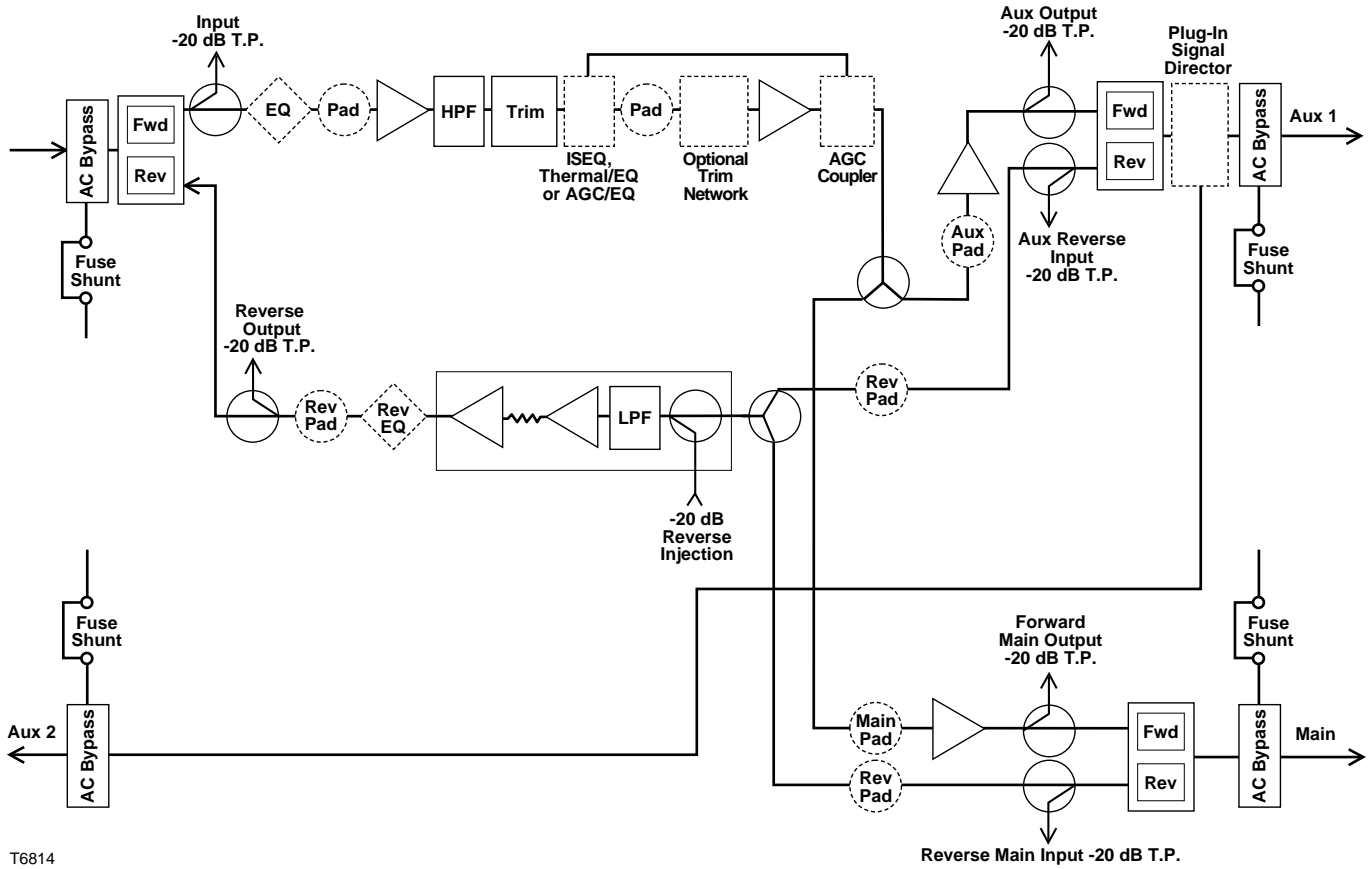 Input
-20 dB T.P.
Aux Output
-20 dB T.P.
Plug-In
Signal
Director
AC Bypass
Fwd
Rev
EQ
Pad
HPF
Trim
ISEQ,
Thermal/EQ
or AGC/EQ
Pad
Optional
Trim
Network
AGC
Coupler
Fwd
Rev
AC Bypass
Aux 1
Fuse
Shunt
Aux
Pad
Aux Reverse
Input
-20 dB T.P.
Fuse
Shunt
Reverse
Output
-20 dB T.P.
Rev
Pad
Rev
EQ
LPF
Rev
Pad
-20 dB
Reverse
Injection
Fuse
Shunt
Forward
Main Output
-20 dB T.P.
Fuse
Shunt
Aux 2
AC Bypass
Main
Pad
Fwd
Rev
AC Bypass
Main
Rev
Pad
Reverse Main Input -20 dB T.P.
T6814